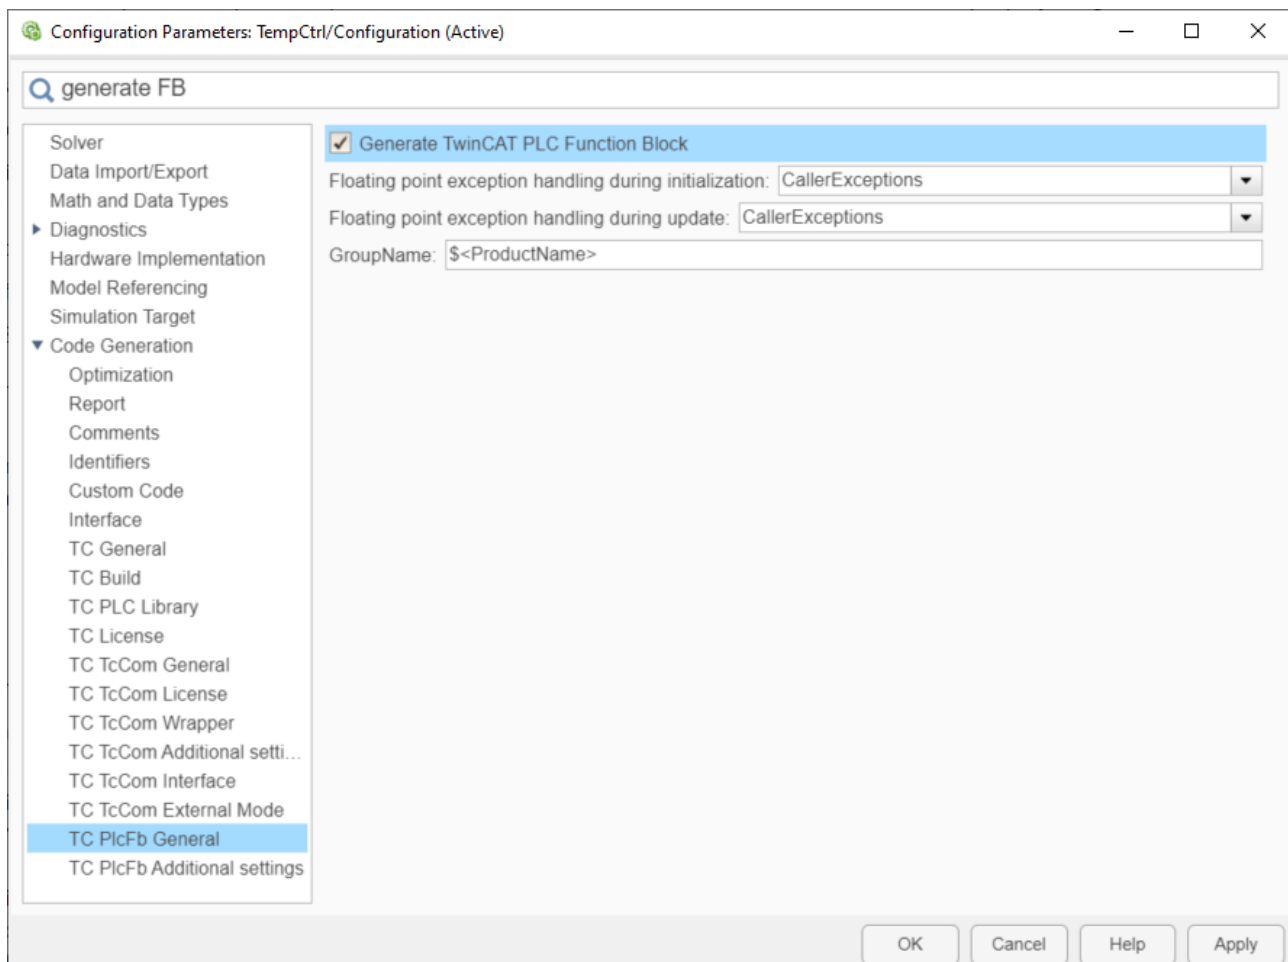 Configuration Parameters: TempCtrl/Configuration (Active)
generate FB
Solver
Data Import/Export
Math and Data Types
Diagnostics
Hardware Implementation
Model Referencing
Simulation Target
Code Generation
Optimization
Report
Comments
Identifiers
Custom Code
Interface
TC General
TC Build
TC PLC Library
TC License
TC TcCom General
TC TcCom License
TC TcCom Wrapper
TC TcCom Additional setti...
TC TcCom Interface
TC TcCom External Mode
TC PlcFb General
TC PlcFb Additional settings
Generate TwinCAT PLC Function Block
Floating point exception handling during initialization: CallerExceptions
Floating point exception handling during update: CallerExceptions
GroupName: $<ProductName>
OK Cancel Help Apply